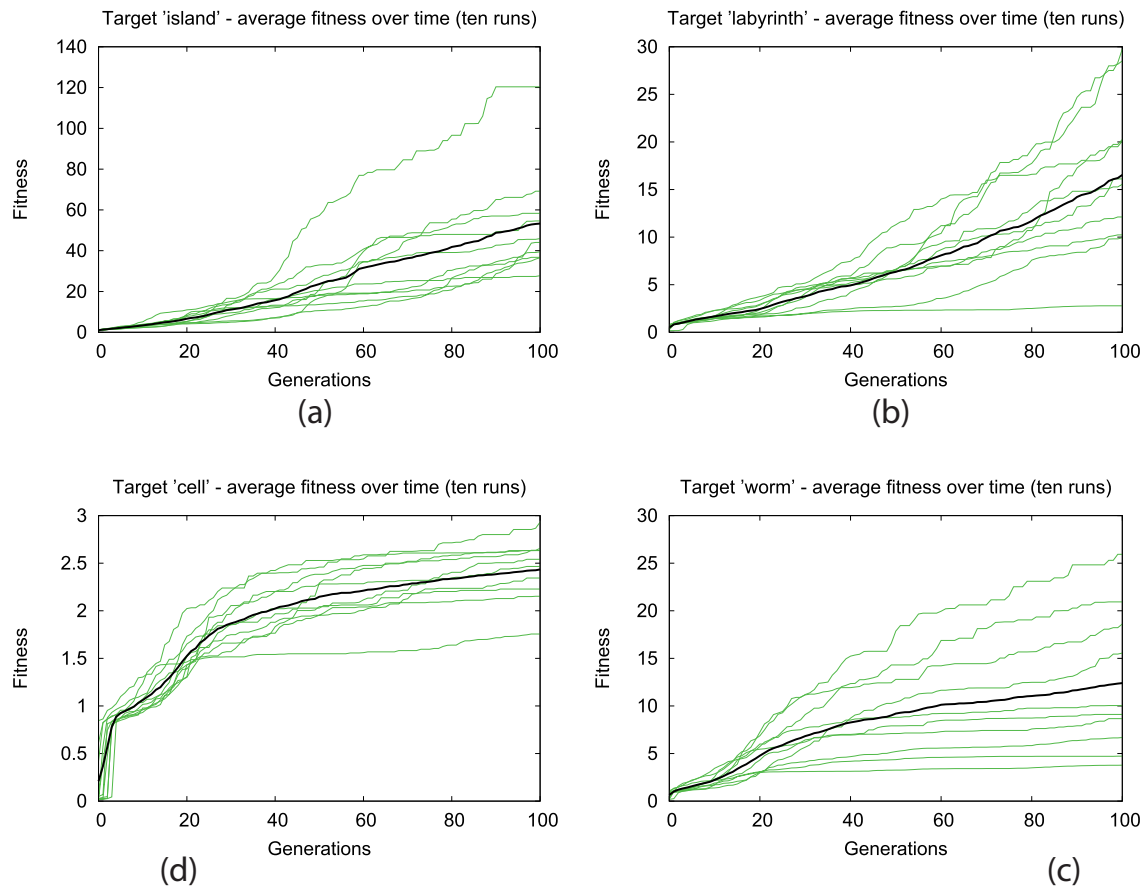 Target 'island' - average fitness over time (ten runs)
140
120
100
80
60
40
20
0
Fitness
0 20 40 60 80 100
Generations
(a)
Target 'labyrinth' - average fitness over time (ten runs)
30
25
20
15
10
5
0
Fitness
0 20 40 60 80 100
Generations
(b)
Target 'cell' - average fitness over time (ten runs)
3
2.5
2
1.5
1
0.5
0
Fitness
0 20 40 60 80 100
Generations
(d)
Target 'worm' - average fitness over time (ten runs)
30
25
20
15
10
5
0
Fitness
0 20 40 60 80 100
Generations
(c)